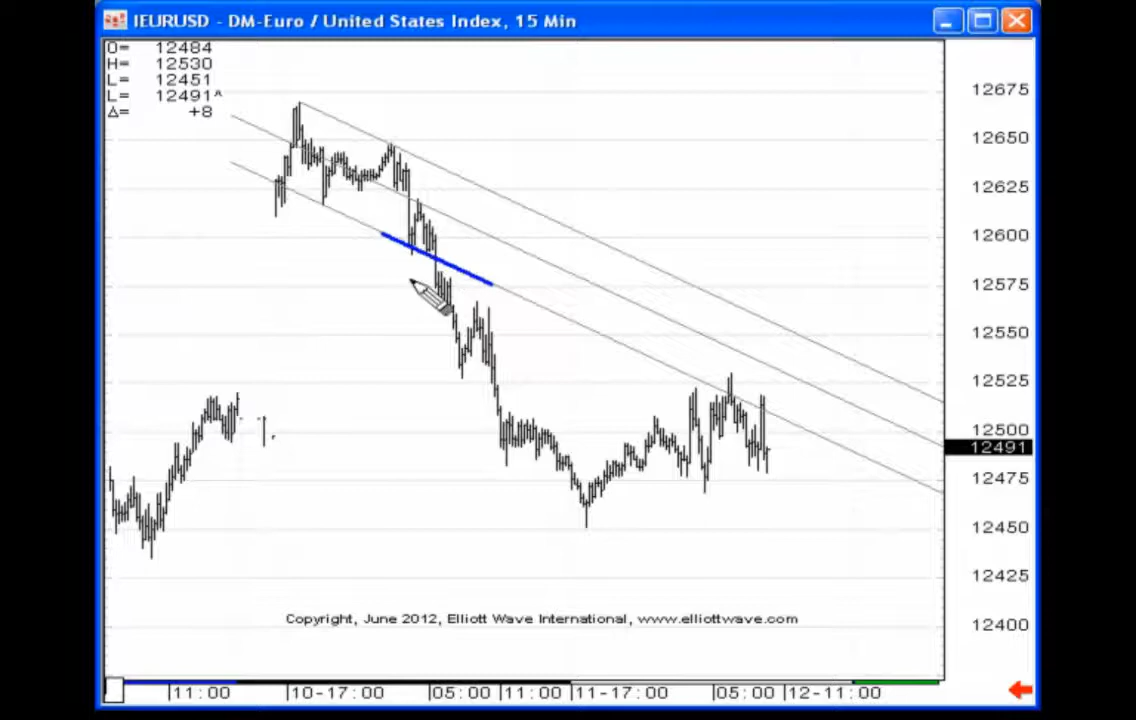 IEURUSD - DM-Euro / United States Index, 15 Min
O= 12484
H= 12530
L= 12451
L= 12491^
Δ= +8
12675
12650
12625
12600
12575
12550
12525
12500
12491
12475
12450
12425
12400
Copyright, June 2012, Elliott Wave International, www.elliottwave.com
11:00 10-17:00 05:00 11:00 11-17:00 05:00 12-11:00